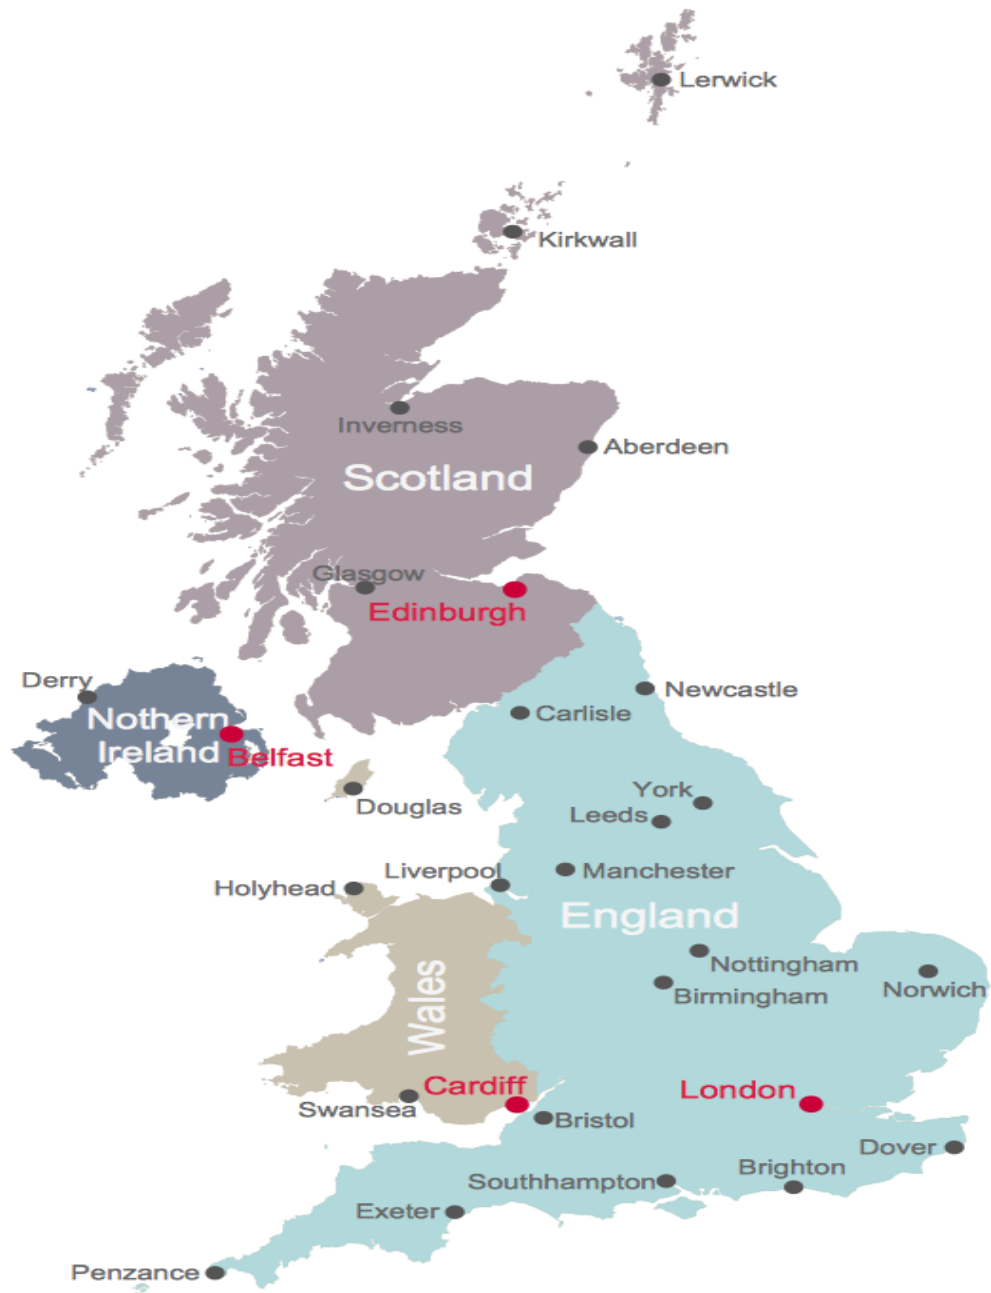 Lerwick
Kirkwall
Inverness
Aberdeen
Scotland
Glasgow
Edinburgh
Derry
Newcastle
Nothern
Carlisle
Ireland
Belfast
York
Douglas
Leeds
Liverpool
Manchester
Holyhead
England
Nottingham
Wales
Birmingham
Norwich
Cardiff
London
Swansea
Bristol
Dover
Brighton
Southhampton
Exeter
Penzance